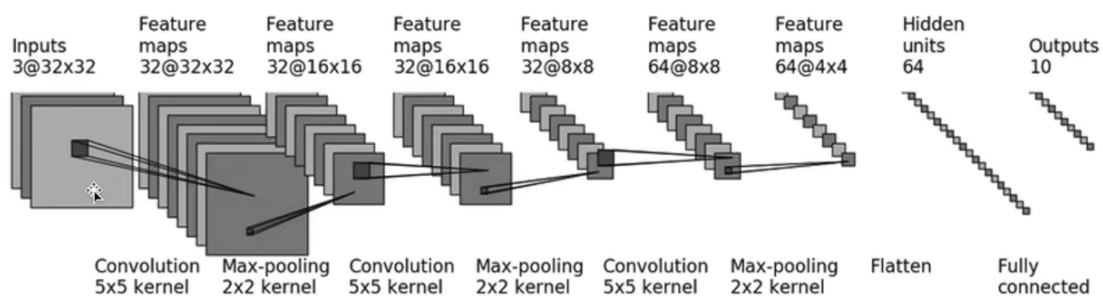 Inputs
3@32x32
Feature
maps
32@32x32
Feature
maps
32@16x16
Feature
maps
32@16x16
Feature
maps
32@8x8
Feature
maps
64@8x8
Feature
maps
64@4x4
Hidden
units
64
Outputs
10
Convolution
5x5 kernel
Max-pooling
2x2 kernel
Convolution
5x5 kernel
Max-pooling
2x2 kernel
Convolution
5x5 kernel
Max-pooling
2x2 kernel
Flatten
Fully
connected